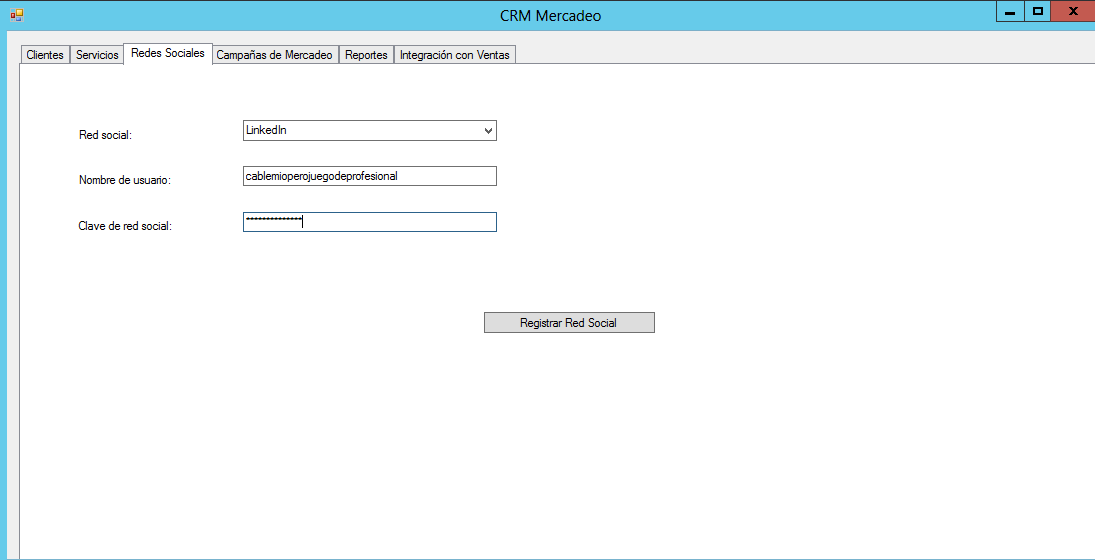 CRM Mercadeo
Clientes Servicios Redes Sociales Campañas de Mercadeo Reportes Integración con Ventas
Red social: LinkedIn
Nombre de usuario: cablemioperojuegodeprofesional
Clave de red social: **************
Registrar Red Social